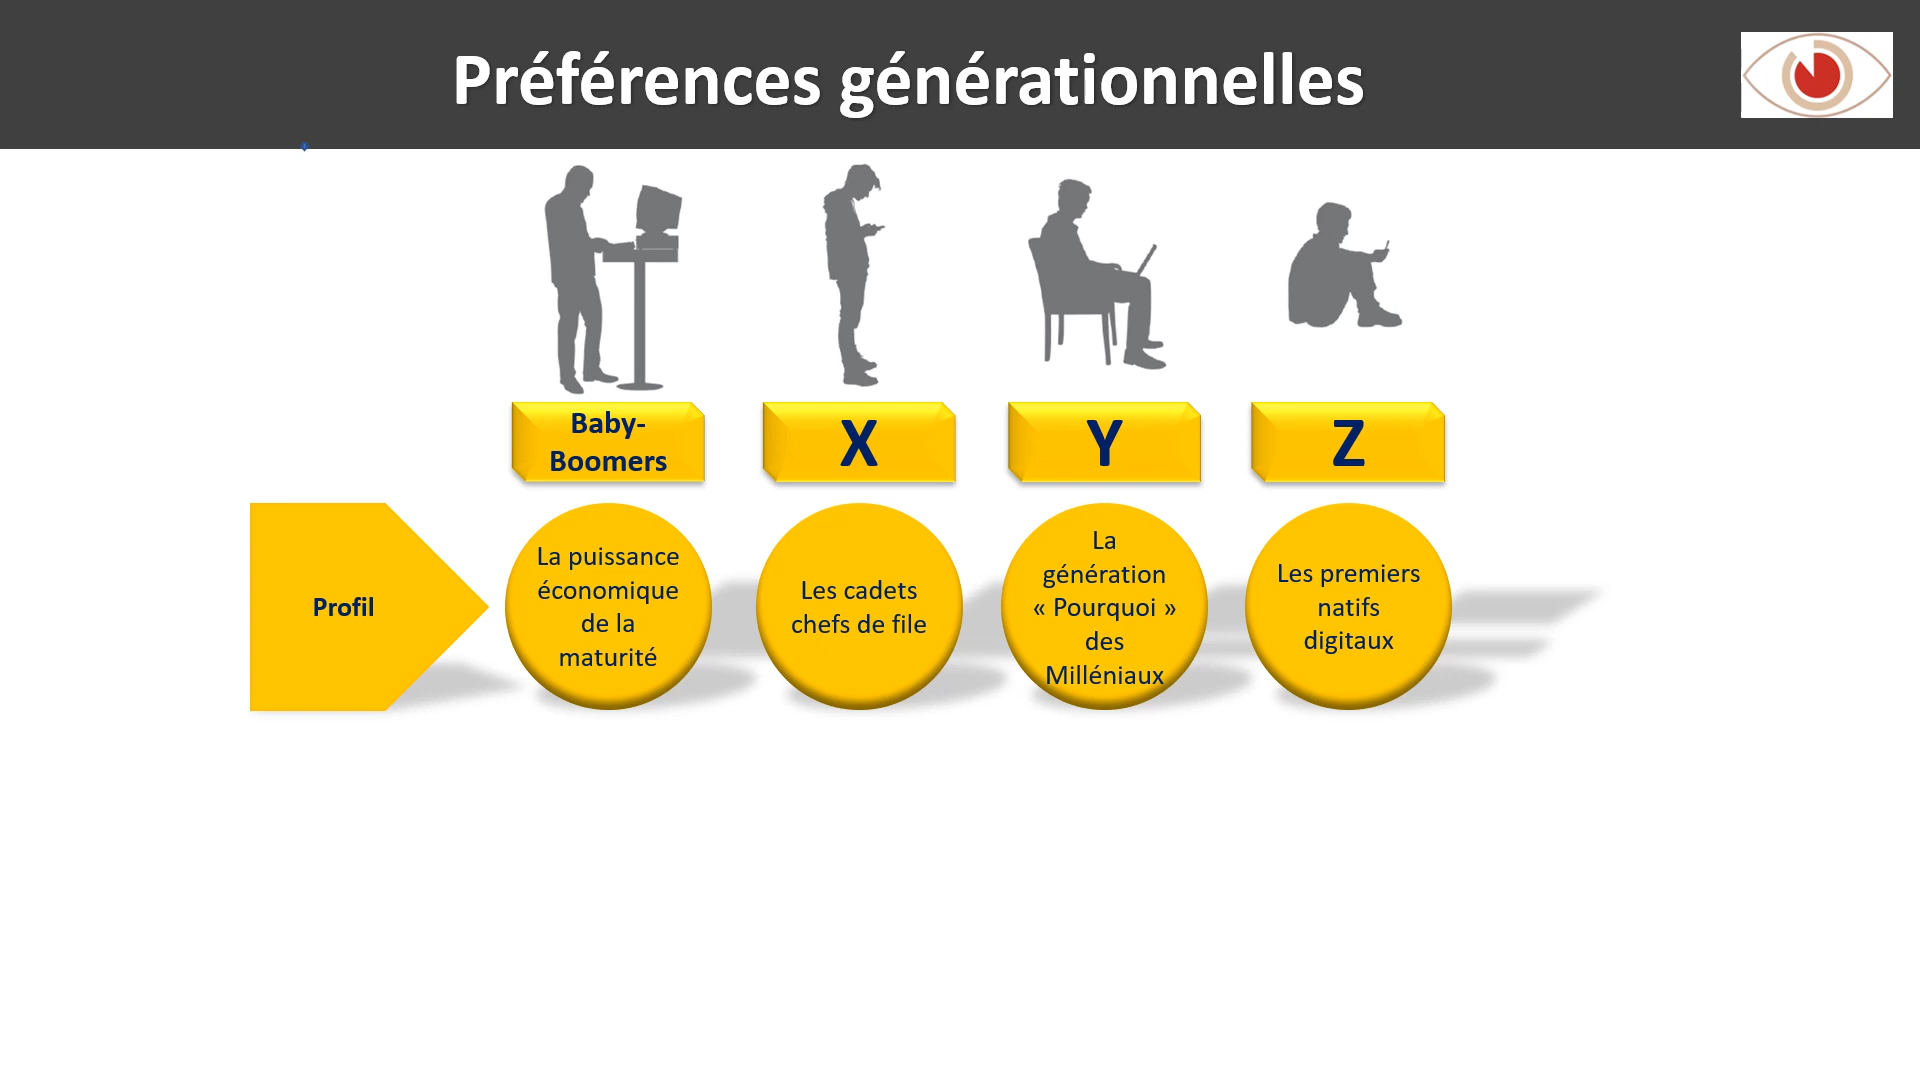 Préférences générationnelles
Baby-
Boomers
X
Y
Z
Profil
La puissance
économique
de la
maturité
Les cadets
chefs de file
La
génération
« Pourquoi »
des
Milléniaux
Les premiers
natifs
digitaux